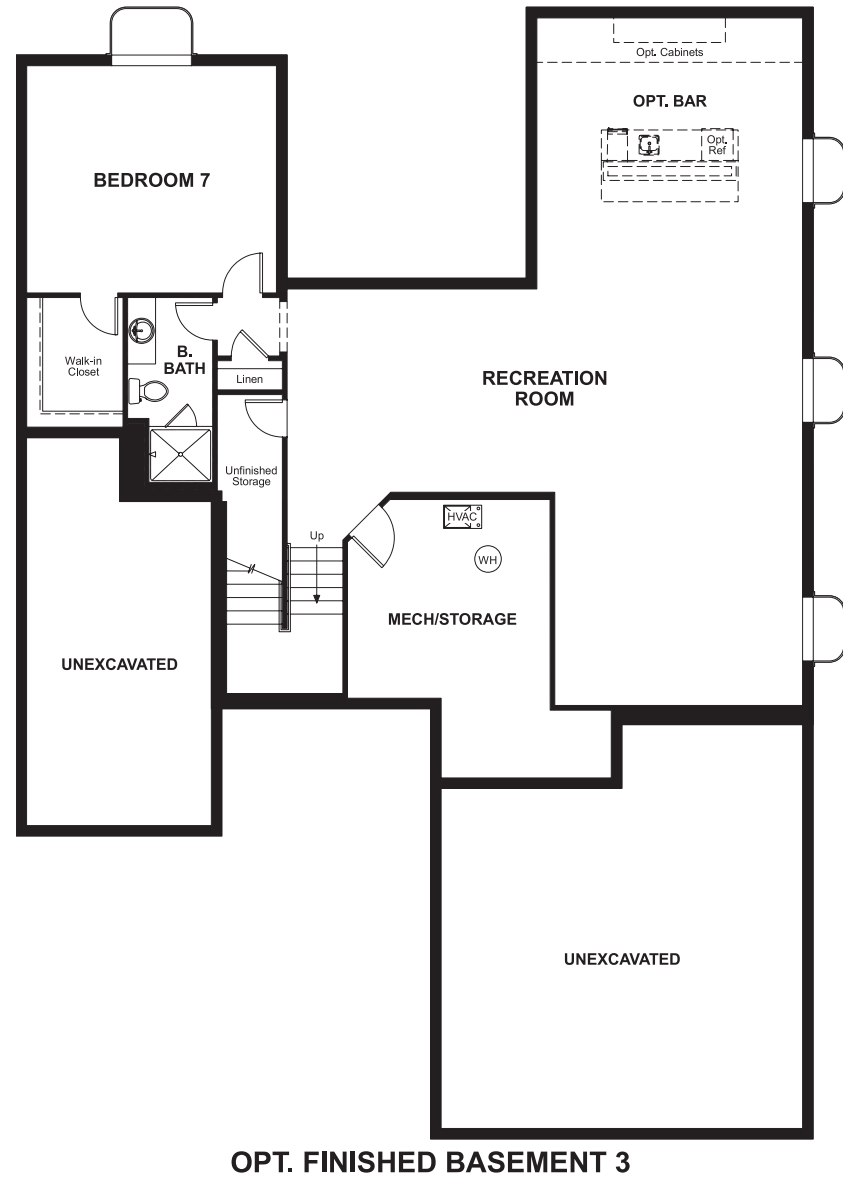 Opt. Cabinets
OPT. BAR
Opt.
Ref
BEDROOM 7
B.
BATH
Walk-in
Closet
Linen
RECREATION
ROOM
Unfinished
Storage
Up
HVAC
WH
MECH/STORAGE
UNEXCAVATED
UNEXCAVATED
OPT. FINISHED BASEMENT 3